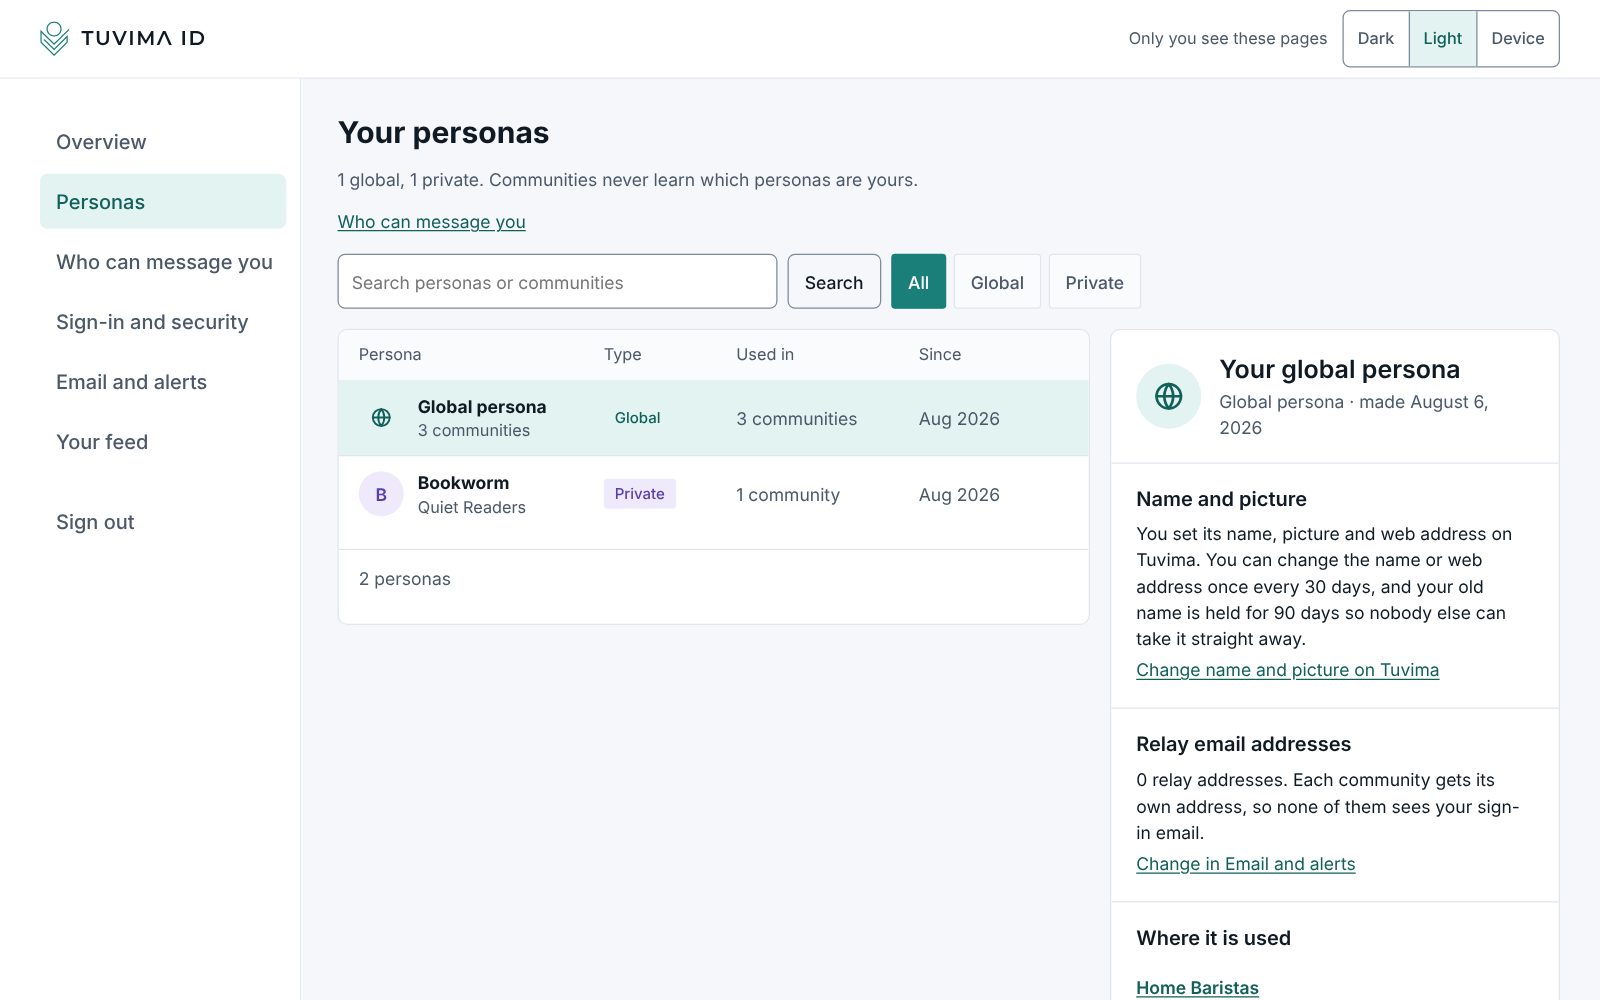 TUVIMA ID
Only you see these pages
Dark
Light
Device
Overview
Personas
Who can message you
Sign-in and security
Email and alerts
Your feed
Sign out
Your personas
1 global, 1 private. Communities never learn which personas are yours.
Who can message you
Search personas or communities
Search
All
Global
Private
Persona Type Used in Since
Global persona
3 communities
Global
3 communities
Aug 2026
B
Bookworm
Quiet Readers
Private
1 community
Aug 2026
2 personas
Your global persona
Global persona · made August 6,
2026
Name and picture
You set its name, picture and web address on
Tuvima. You can change the name or web
address once every 30 days, and your old
name is held for 90 days so nobody else can
take it straight away.
Change name and picture on Tuvima
Relay email addresses
0 relay addresses. Each community gets its
own address, so none of them sees your sign-
in email.
Change in Email and alerts
Where it is used
Home Baristas